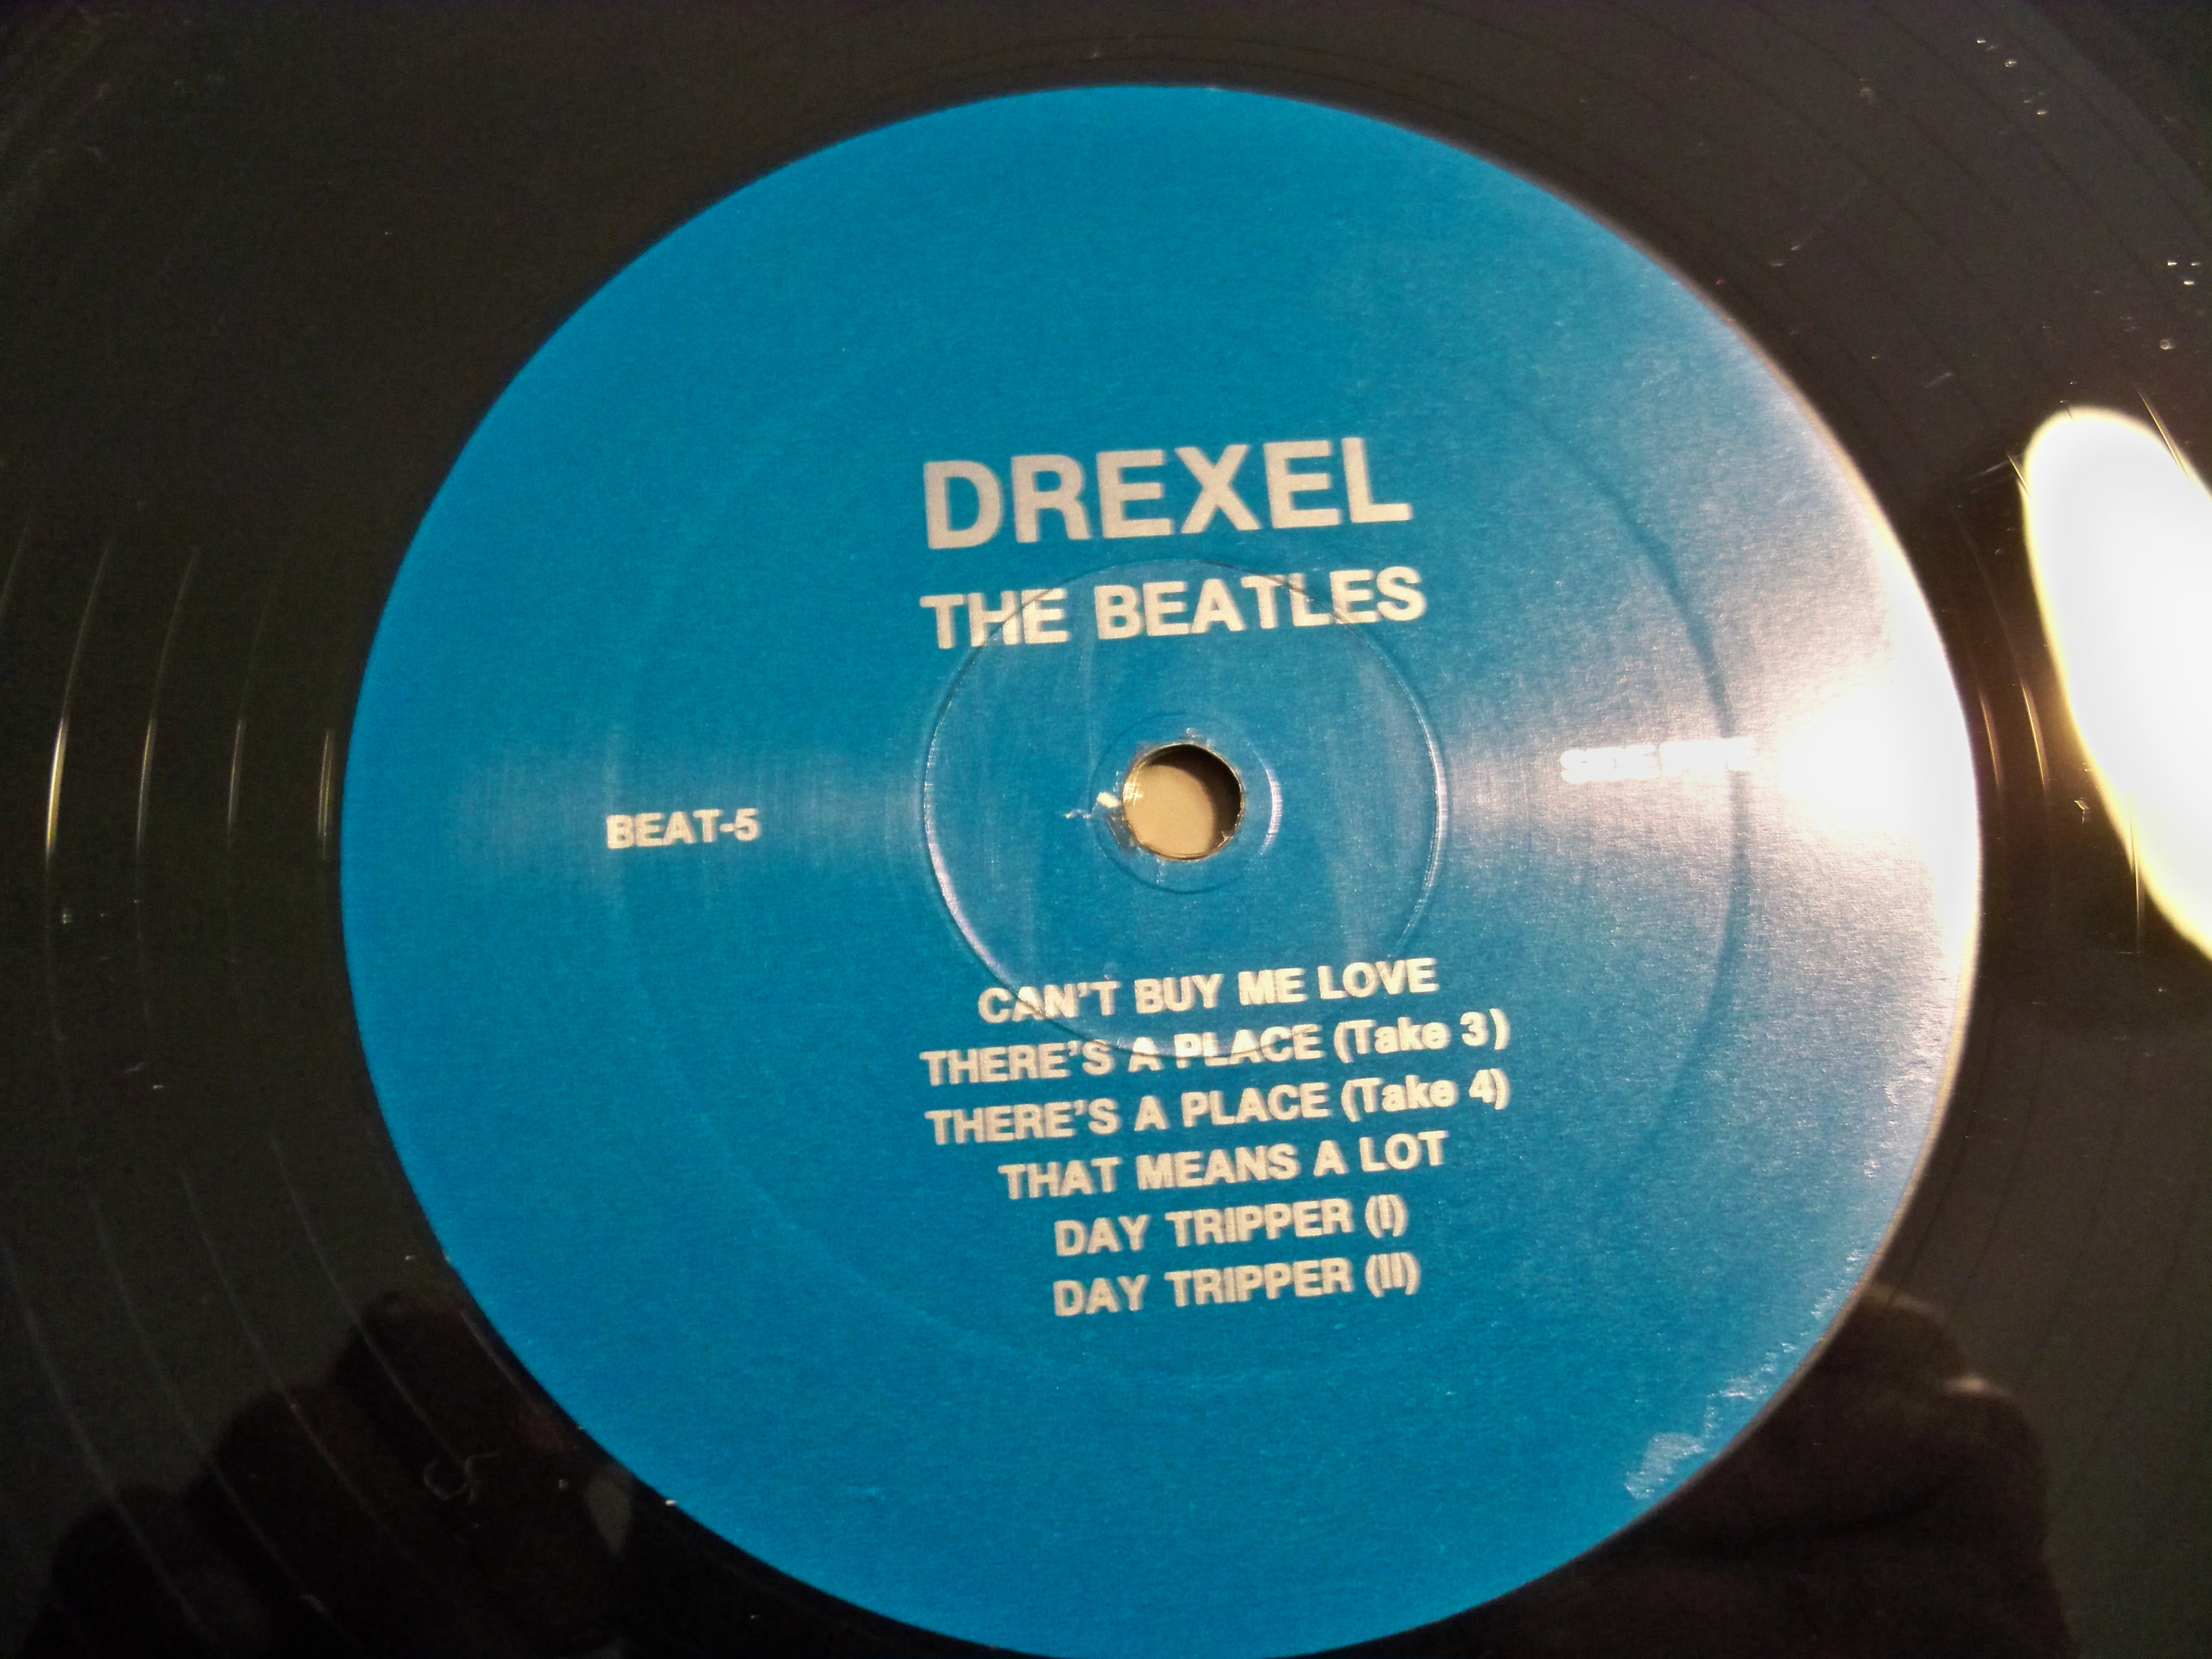 DREXEL
THE BEATLES
BEAT-5
SIDE
CAN'T BUY ME LOVE
THERE'S A PLACE (Take 3)
THERE'S A PLACE (Take 4)
THAT MEANS A LOT
DAY TRIPPER (I)
DAY TRIPPER (II)